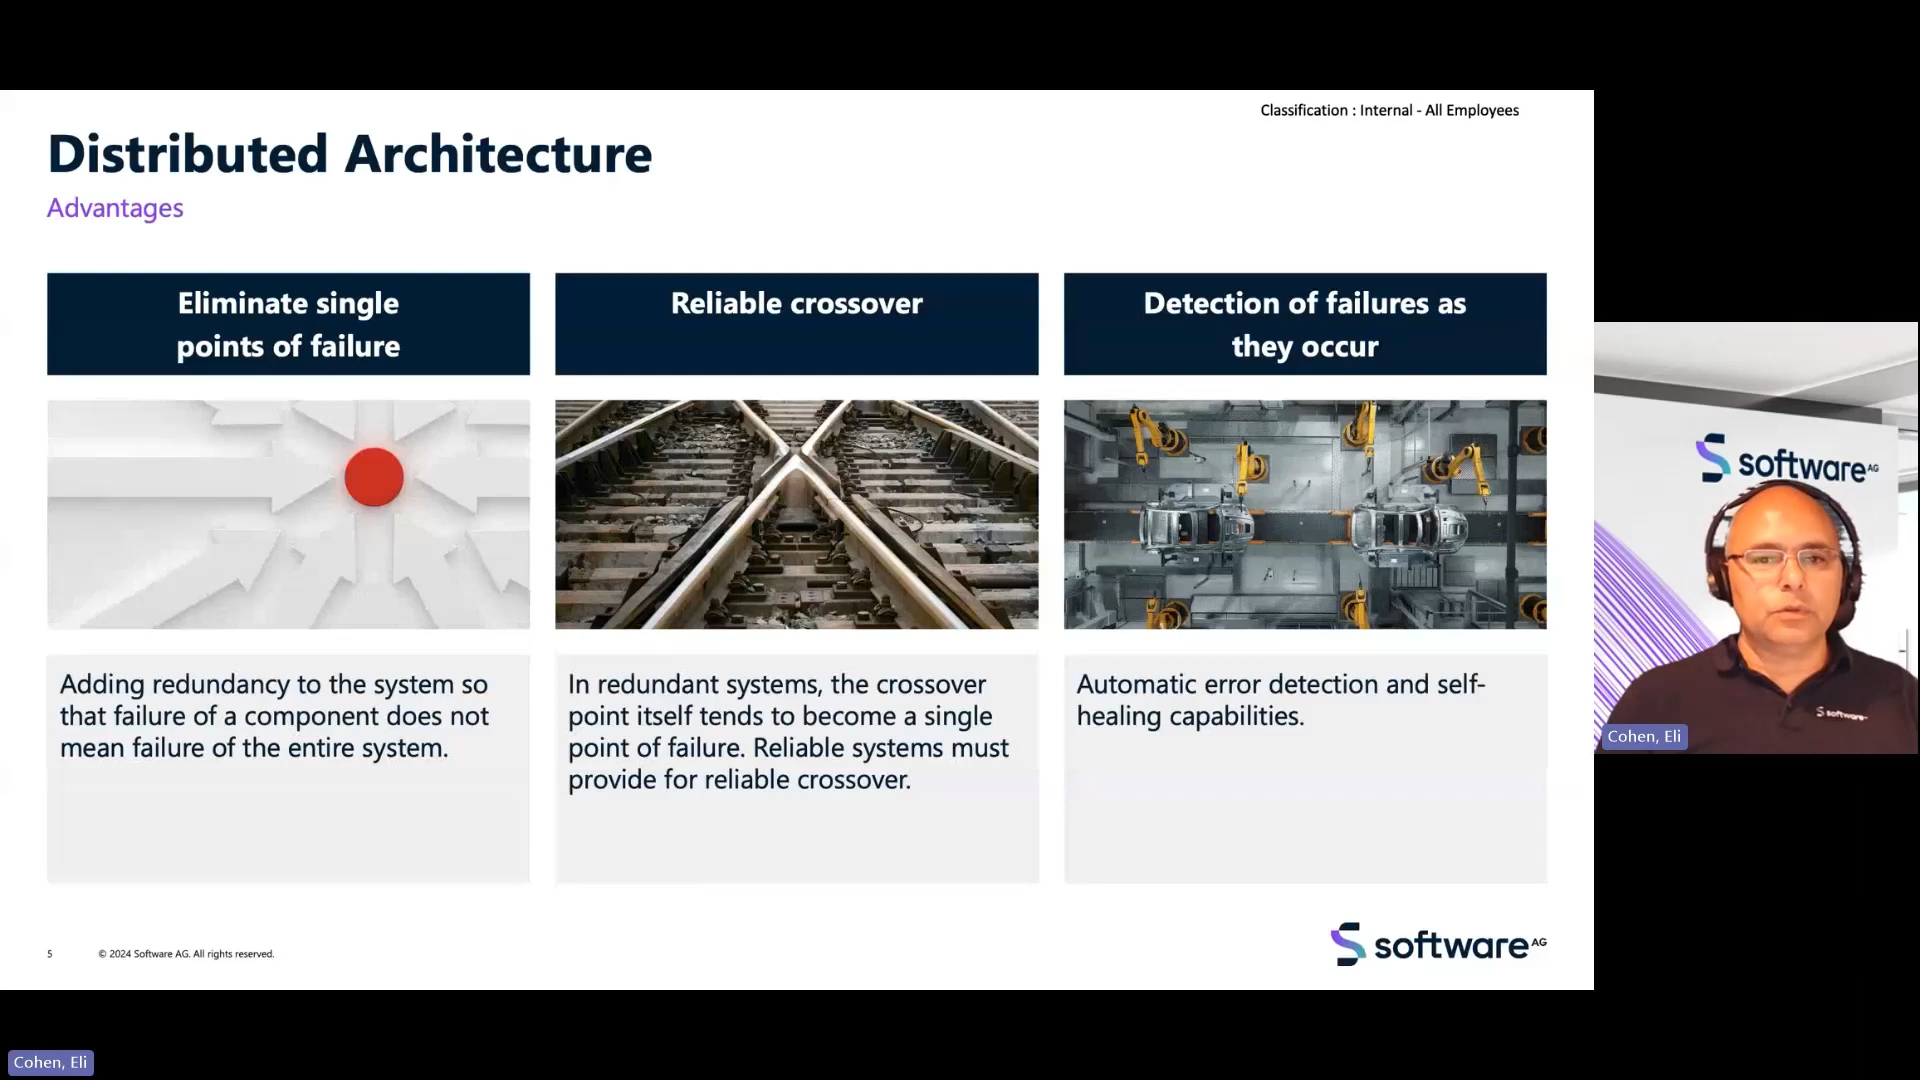 Classification : Internal - All Employees
Distributed Architecture
Advantages
Eliminate single
points of failure
Reliable crossover
Detection of failures as
they occur
Adding redundancy to the system so
that failure of a component does not
mean failure of the entire system.
In redundant systems, the crossover
point itself tends to become a single
point of failure. Reliable systems must
provide for reliable crossover.
Automatic error detection and self-
healing capabilities.
5
© 2024 Software AG. All rights reserved.
software AG
software AG
software AG
Cohen, Eli
Cohen, Eli